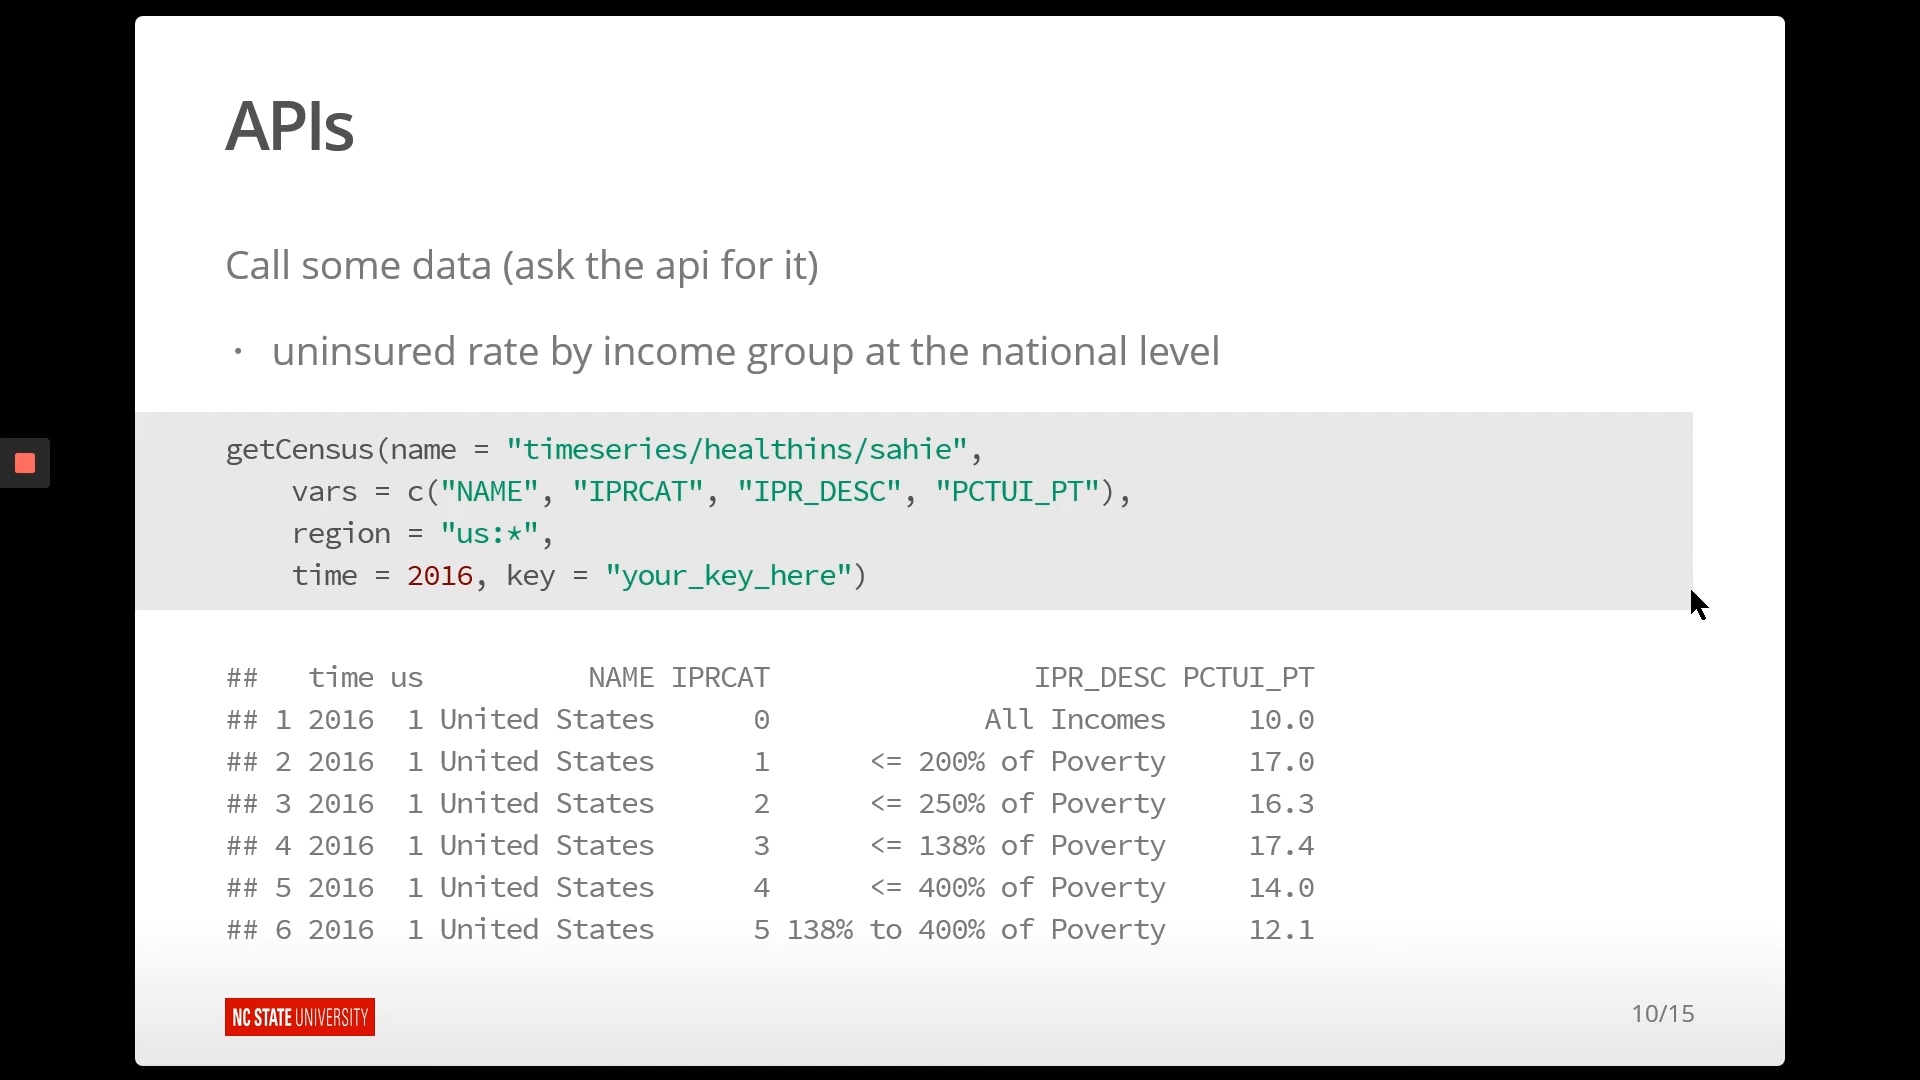 APIs
Call some data (ask the api for it)
· uninsured rate by income group at the national level
getCensus(name = "timeseries/healthins/sahie",
    vars = c("NAME", "IPRCAT", "IPR_DESC", "PCTUI_PT"),
    region = "us:*",
    time = 2016, key = "your_key_here")
##   time us          NAME IPRCAT                IPR_DESC PCTUI_PT
## 1 2016  1 United States      0             All Incomes     10.0
## 2 2016  1 United States      1      <= 200% of Poverty     17.0
## 3 2016  1 United States      2      <= 250% of Poverty     16.3
## 4 2016  1 United States      3      <= 138% of Poverty     17.4
## 5 2016  1 United States      4      <= 400% of Poverty     14.0
## 6 2016  1 United States      5 138% to 400% of Poverty     12.1
NC STATE UNIVERSITY
10/15